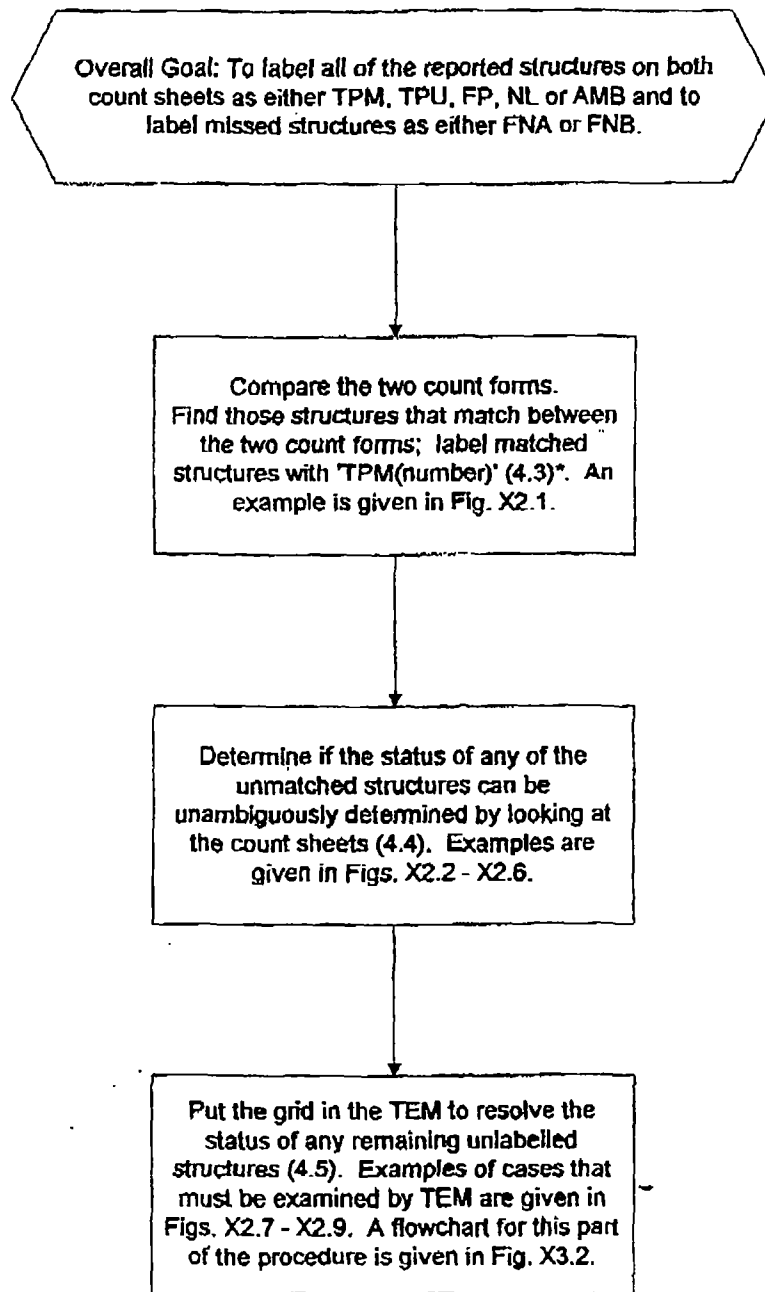 Overall Goal: To label all of the reported structures on both
count sheets as either TPM, TPU, FP, NL or AMB and to
label missed structures as either FNA or FNB.
Compare the two count forms.
Find those structures that match between
the two count forms; label matched
structures with 'TPM(number)' (4.3)*. An
example is given in Fig. X2.1.
Determine if the status of any of the
unmatched structures can be
unambiguously determined by looking at
the count sheets (4.4). Examples are
given in Figs. X2.2 - X2.6.
Put the grid in the TEM to resolve the
status of any remaining unlabelled
structures (4.5). Examples of cases that
must be examined by TEM are given in
Figs. X2.7 - X2.9. A flowchart for this part
of the procedure is given in Fig. X3.2.